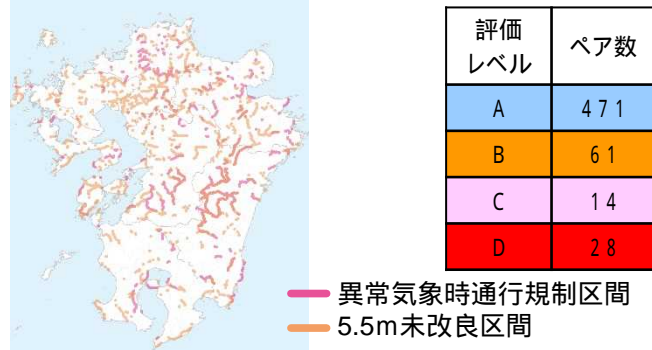 評価
レベル ペア数
A 471
B 61
C 14
D 28
異常気象時通行規制区間
5.5m未改良区間